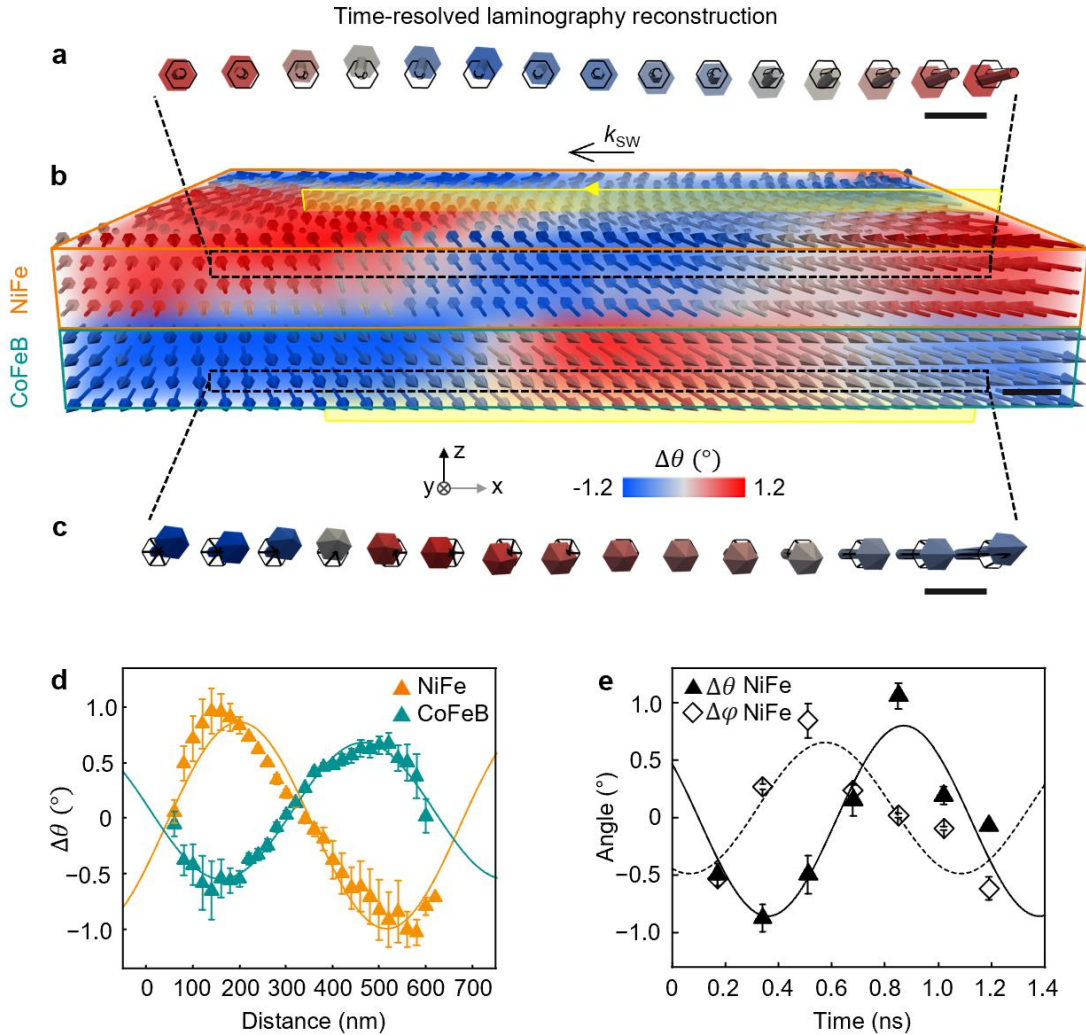 Time-resolved laminography reconstruction
a
k_SW
b
NiFe
CoFeB
z
y
x
Δθ (°)
-1.2
1.2
c
d
NiFe
CoFeB
1.0
0.5
0
−0.5
−1.0
Δθ (°)
0 100 200 300 400 500 600 700
Distance (nm)
e
Δθ NiFe
Δφ NiFe
1.0
0.5
0
−0.5
−1.0
Angle (°)
0 0.2 0.4 0.6 0.8 1.0 1.2 1.4
Time (ns)